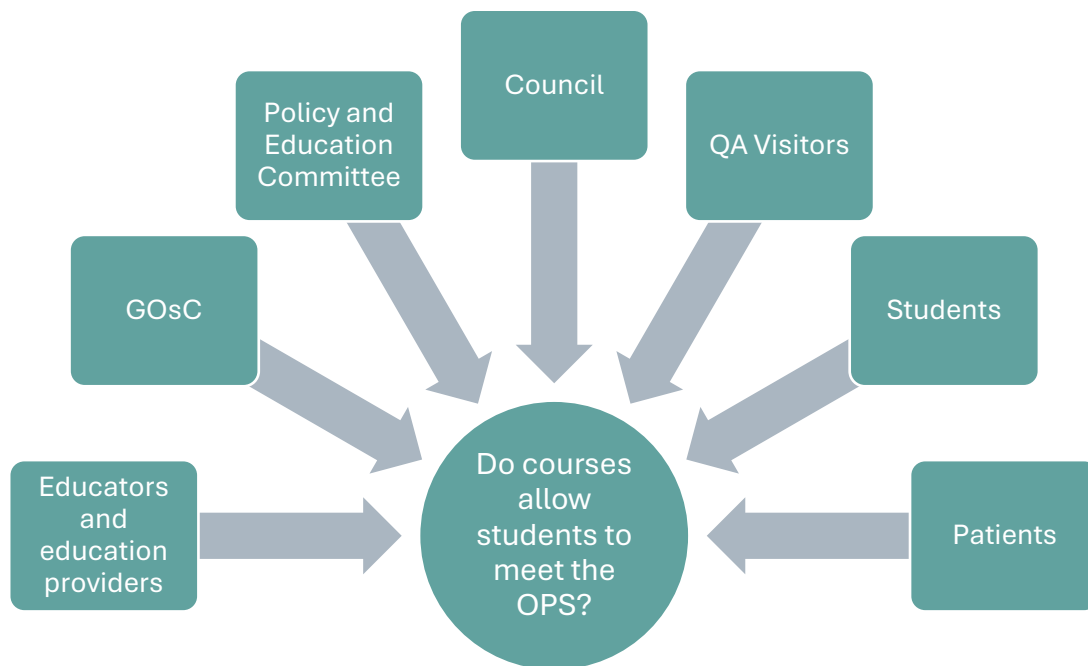 Council
Policy and
Education
Committee
QA Visitors
GOsC
Students
Educators
and
education
providers
Do courses
allow
students to
meet the
OPS?
Patients